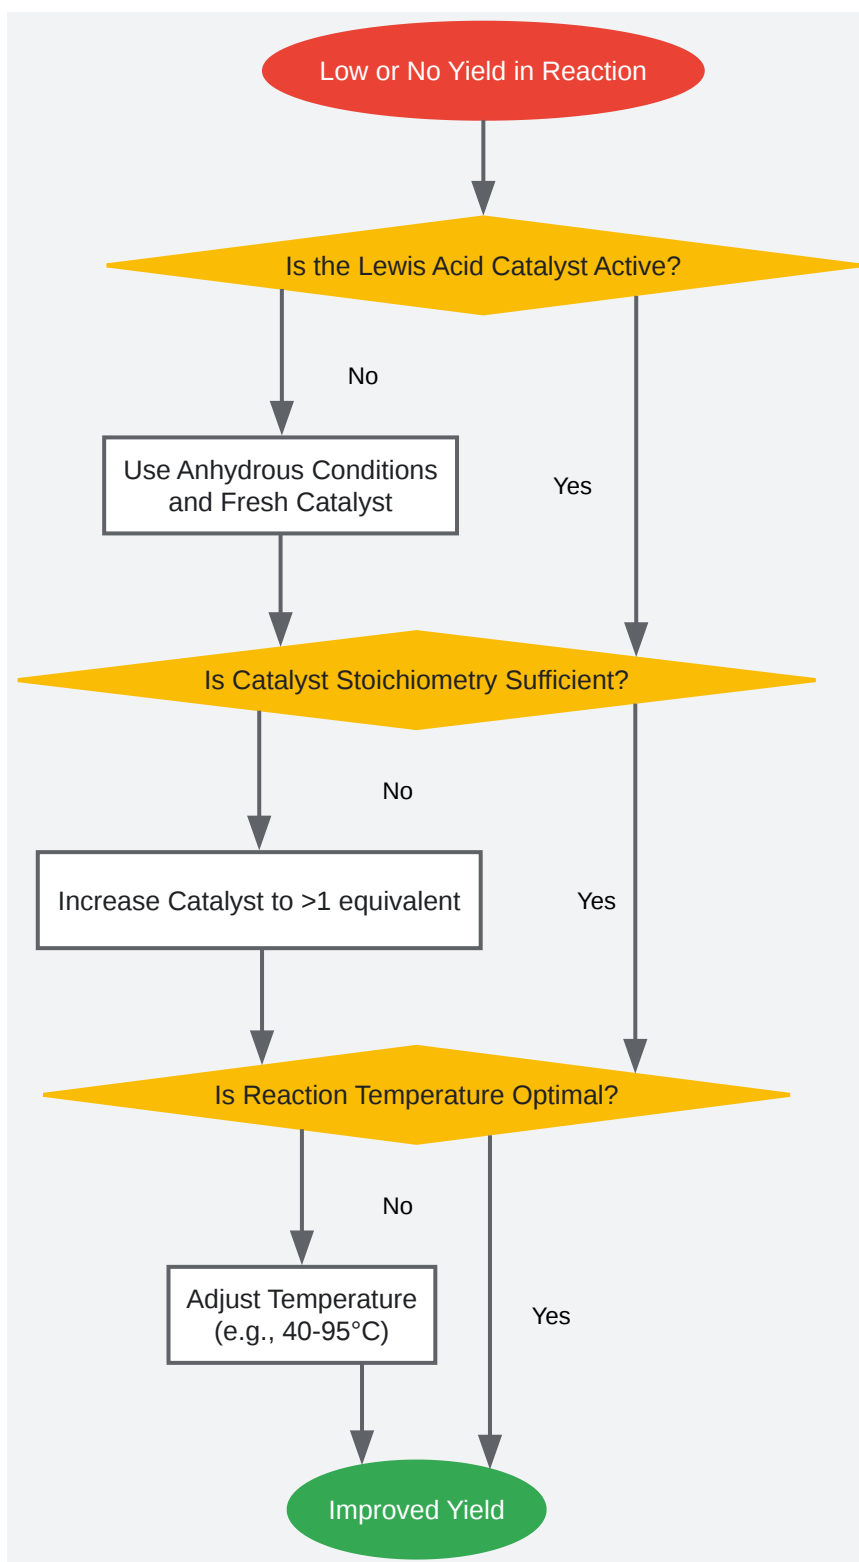 Low or No Yield in Reaction
Is the Lewis Acid Catalyst Active?
No
Use Anhydrous Conditions
and Fresh Catalyst
Yes
Is Catalyst Stoichiometry Sufficient?
No
Increase Catalyst to >1 equivalent
Yes
Is Reaction Temperature Optimal?
No
Adjust Temperature
(e.g., 40-95°C)
Yes
Improved Yield